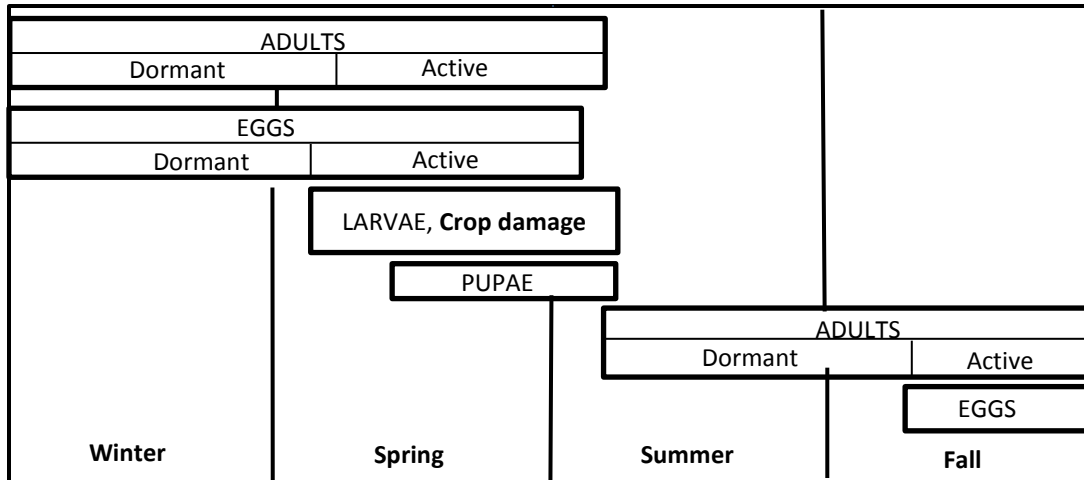 ADULTS
Dormant Active
EGGS
Dormant Active
LARVAE, Crop damage
PUPAE
ADULTS
Dormant Active
EGGS
Winter Spring Summer Fall